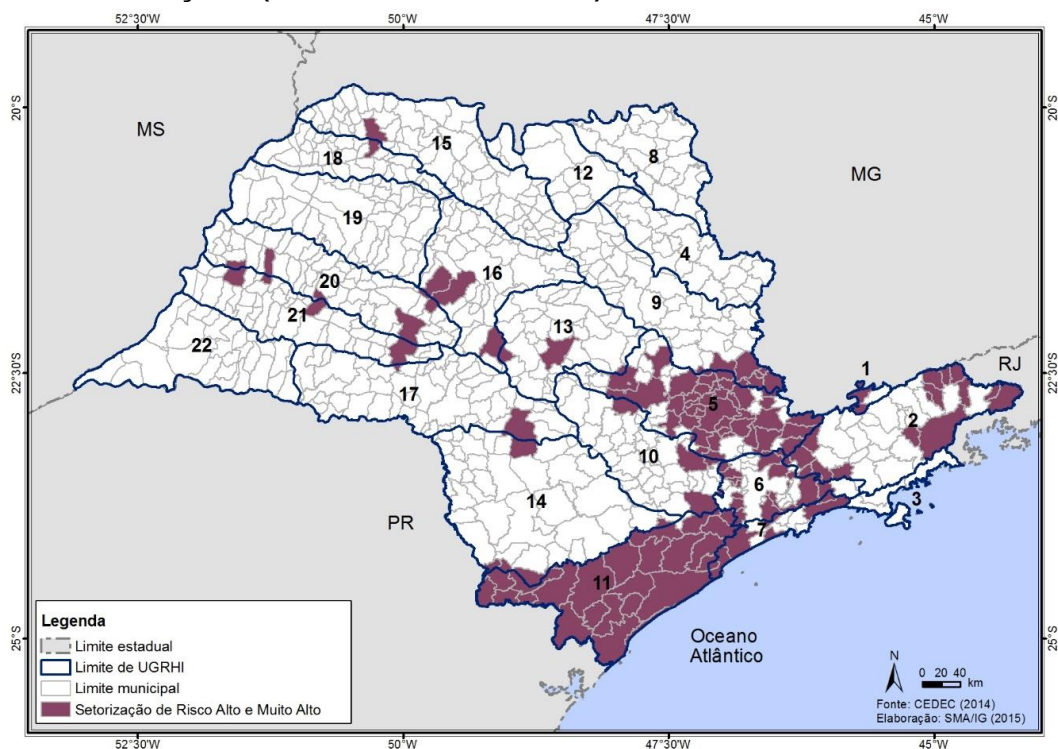 52°30'W 50°W 47°30'W 45°W
20°S 20°S
MS
15
8
18
12
MG
19
4
16
20
9
21
13
22
22°30'S 22°30'S
1
RJ
17
5
2
10
6
3
14
7
PR
11
25°S 25°S
Oceano
Atlântico
Legenda
Limite estadual
Limite de UGRHI
Limite municipal
Setorização de Risco Alto e Muito Alto
N
0 20 40
km
Fonte: CEDEC (2014)
Elaboração: SMA/IG (2015)
52°30'W 50°W 47°30'W 45°W